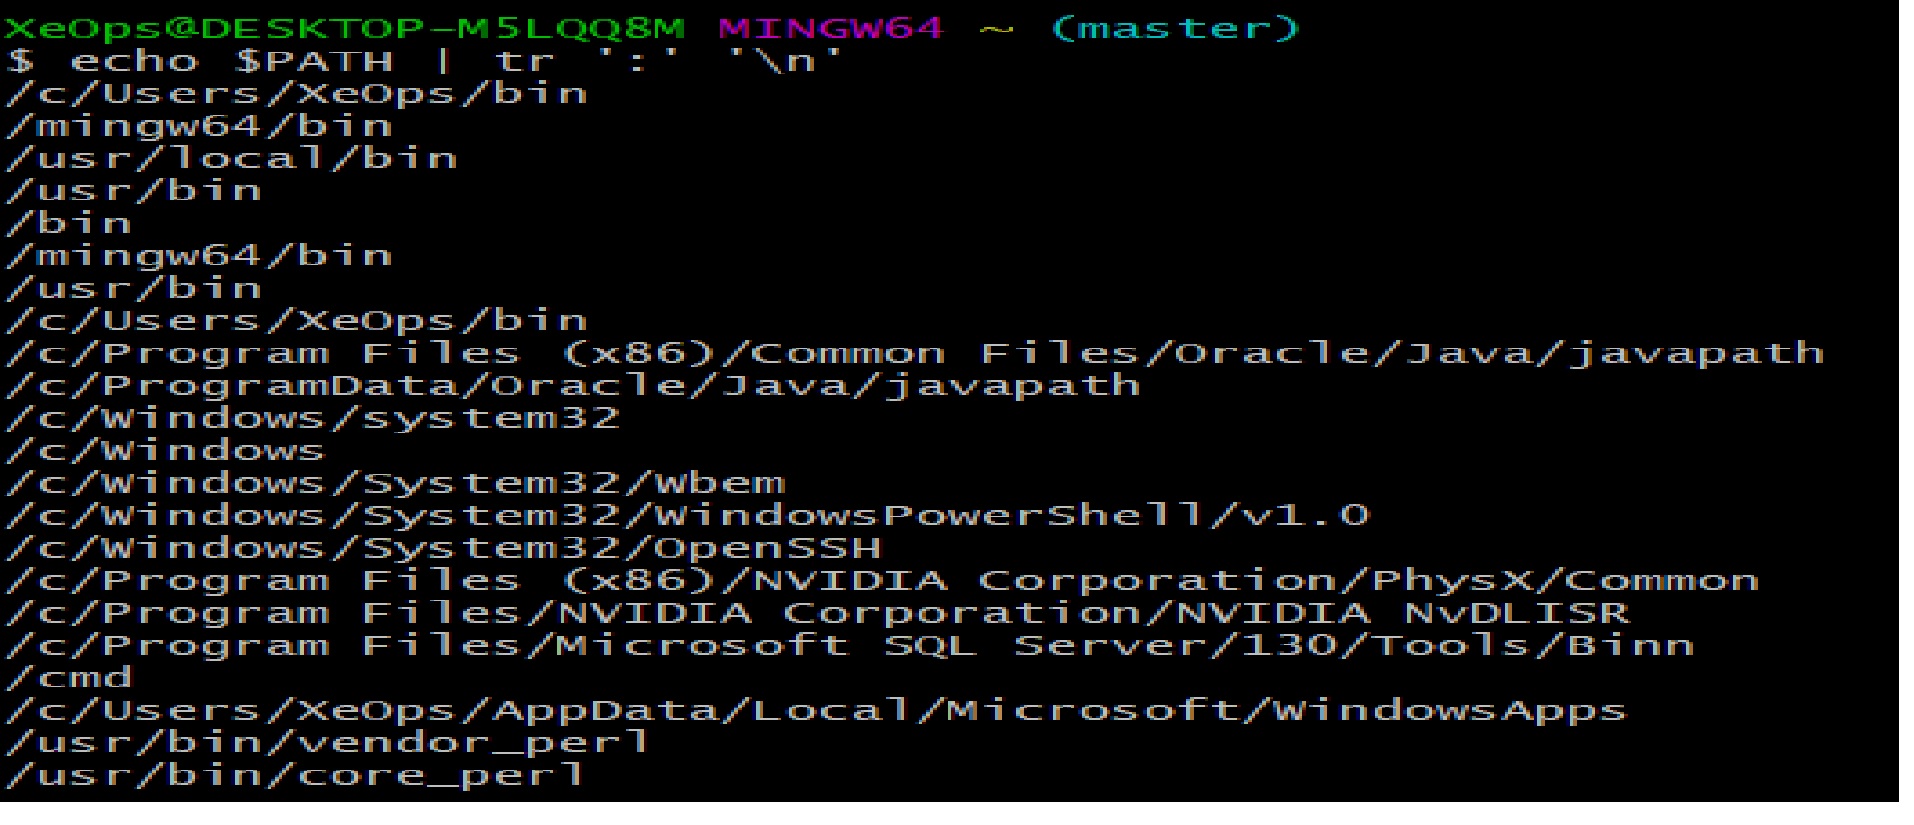 XeOps@DESKTOP-M5LQQ8M MINGW64 ~ (master)
$ echo $PATH | tr ':' '\n'
/c/Users/XeOps/bin
/mingw64/bin
/usr/local/bin
/usr/bin
/bin
/mingw64/bin
/usr/bin
/c/Users/XeOps/bin
/c/Program Files (x86)/Common Files/Oracle/Java/javapath
/c/ProgramData/Oracle/Java/javapath
/c/Windows/system32
/c/Windows
/c/Windows/System32/Wbem
/c/Windows/System32/WindowsPowerShell/v1.0
/c/Windows/System32/OpenSSH
/c/Program Files (x86)/NVIDIA Corporation/PhysX/Common
/c/Program Files/NVIDIA Corporation/NVIDIA NvDLISR
/c/Program Files/Microsoft SQL Server/130/Tools/Binn
/cmd
/c/Users/XeOps/AppData/Local/Microsoft/WindowsApps
/usr/bin/vendor_perl
/usr/bin/core_perl